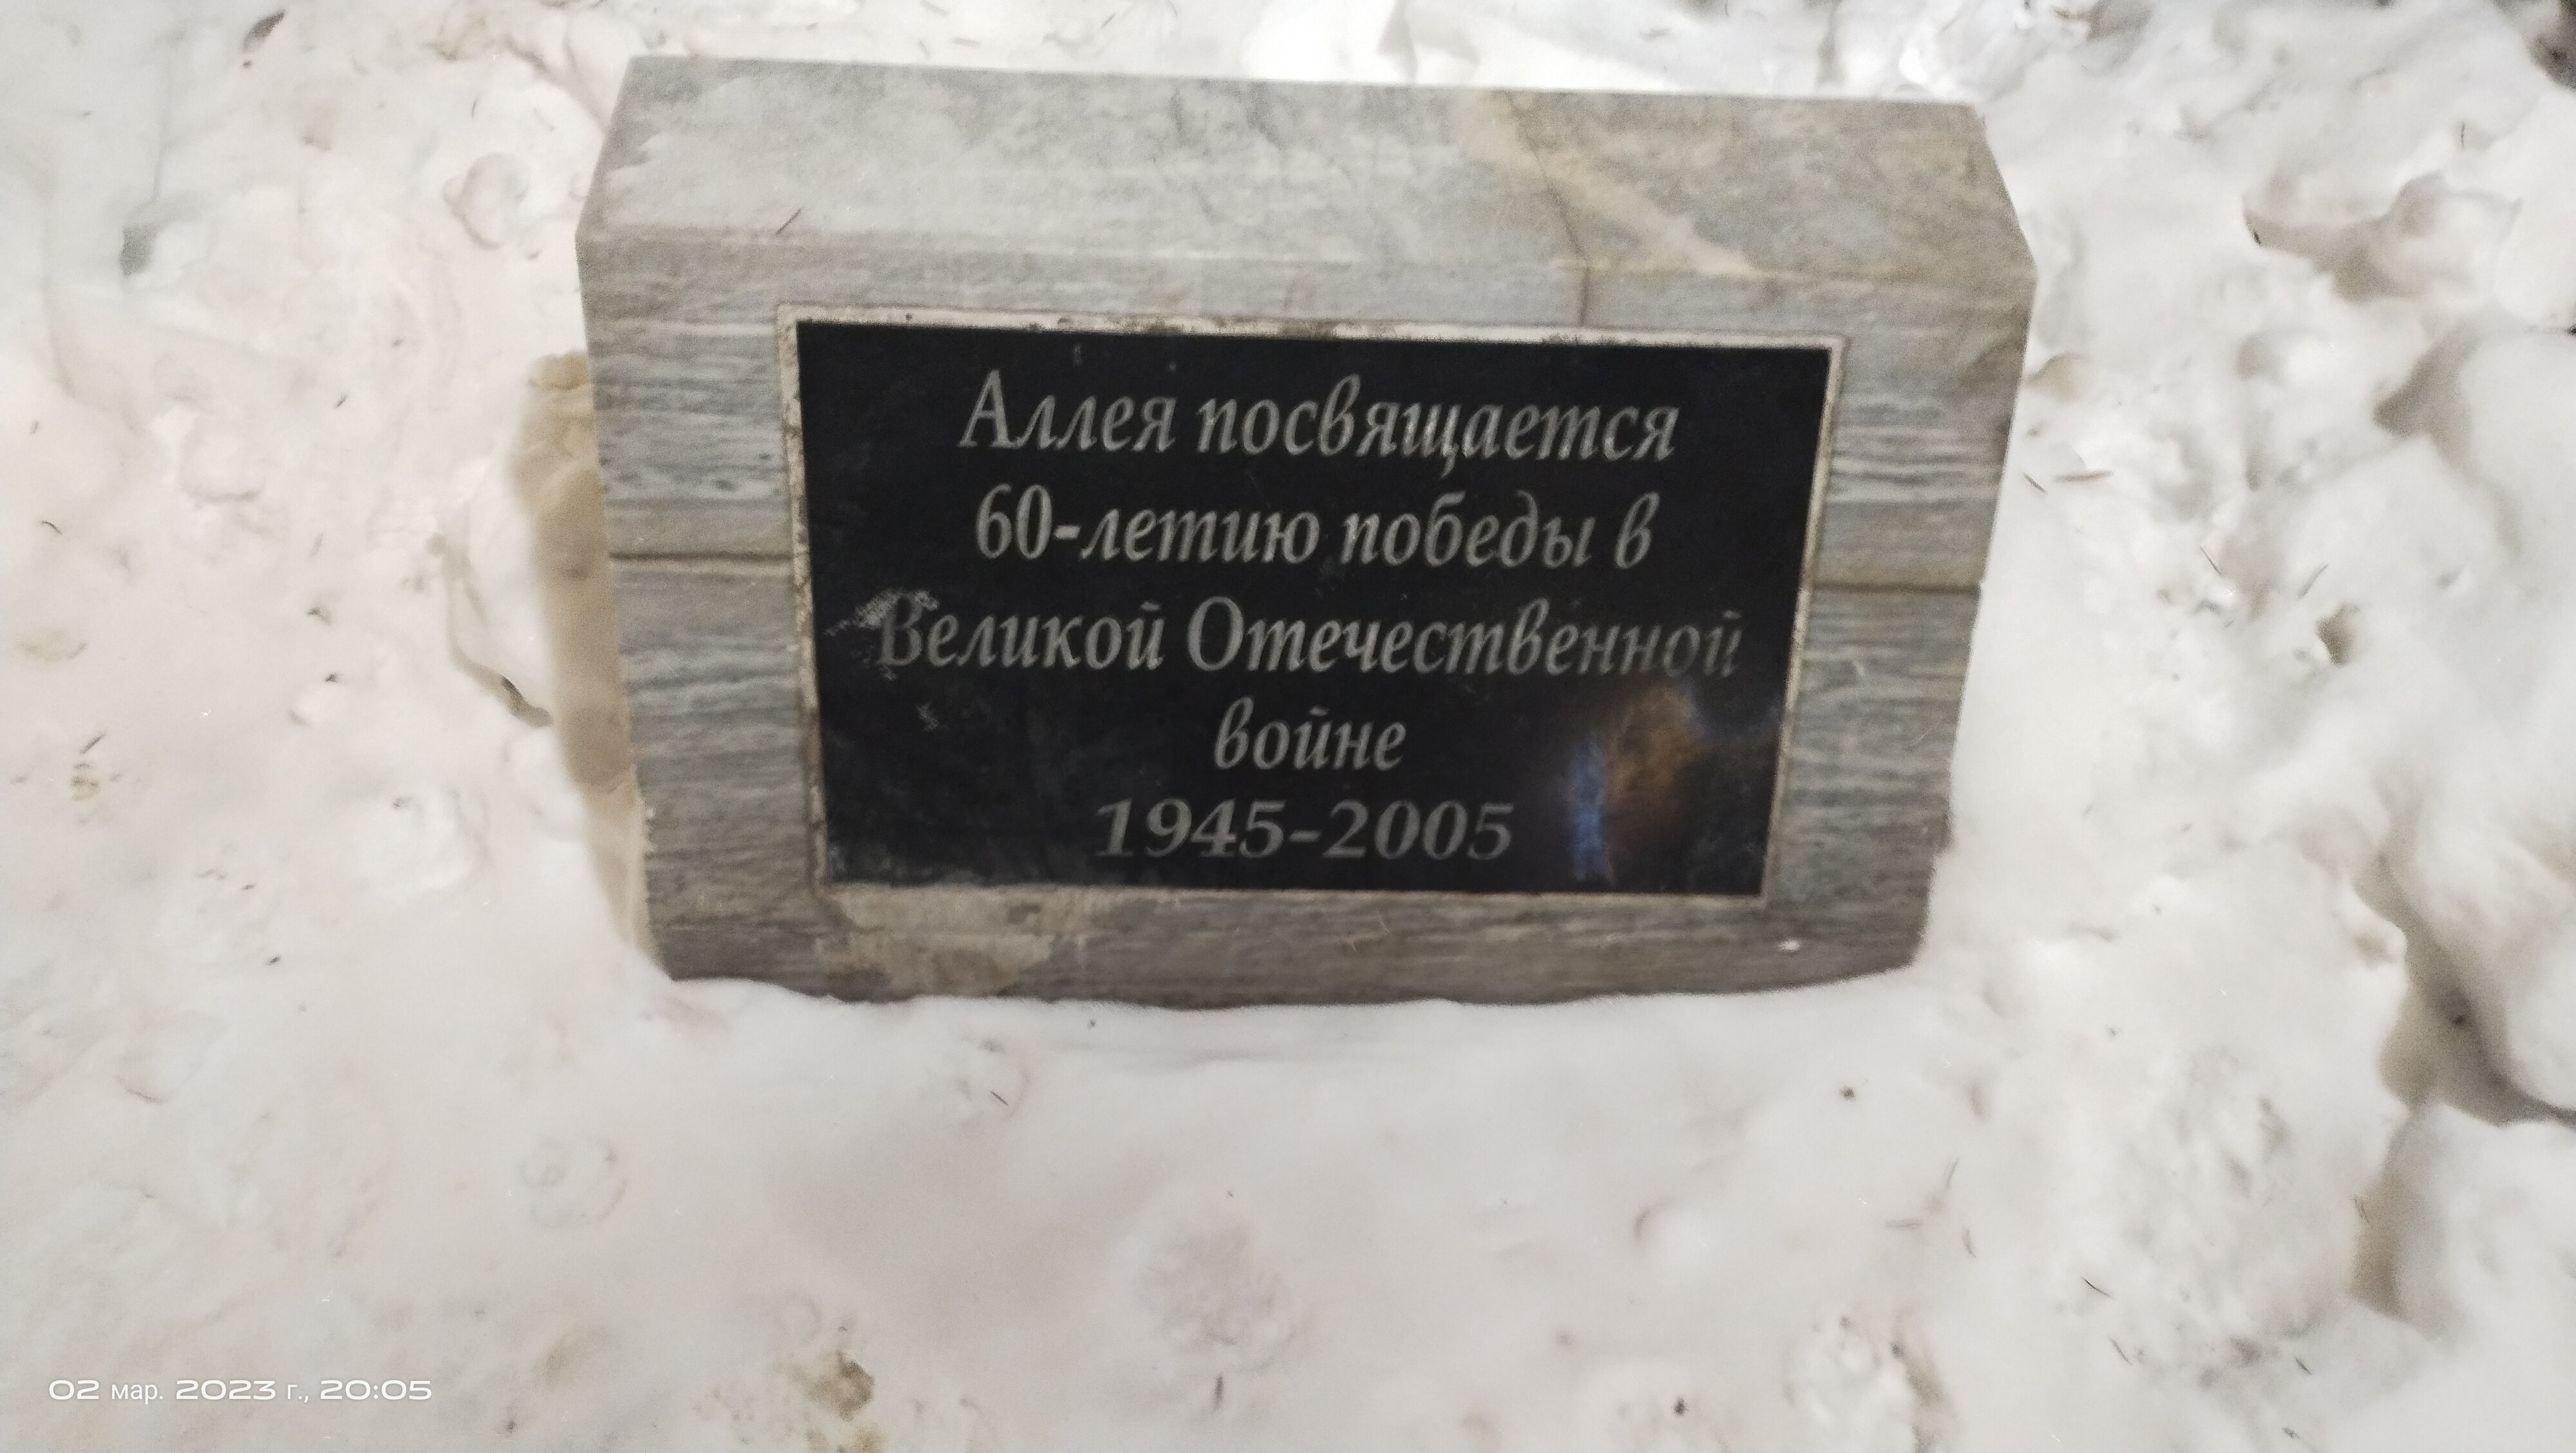 Аллея посвящается
60-летию победы в
Великой Отечественной
войне
1945-2005
02 мар. 2023 г., 20:05